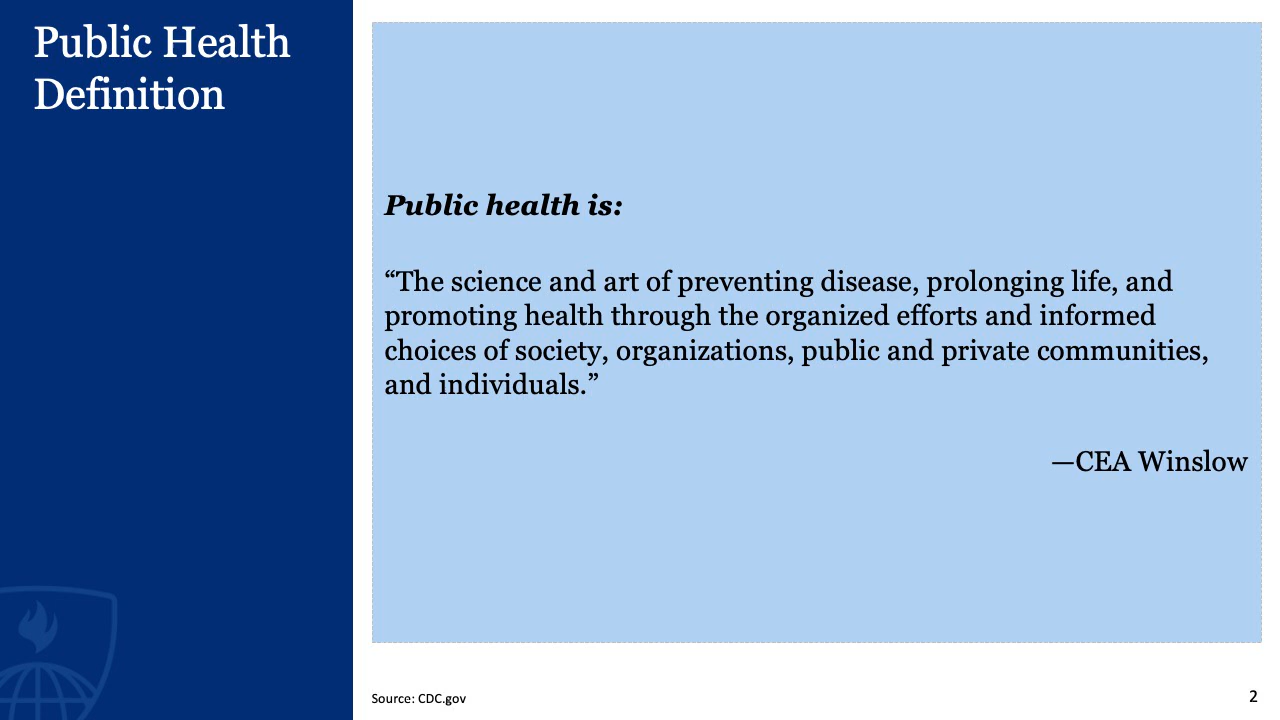 Public Health
Definition
Public health is:
“The science and art of preventing disease, prolonging life, and
promoting health through the organized efforts and informed
choices of society, organizations, public and private communities,
and individuals.”
—CEA Winslow
Source: CDC.gov
2